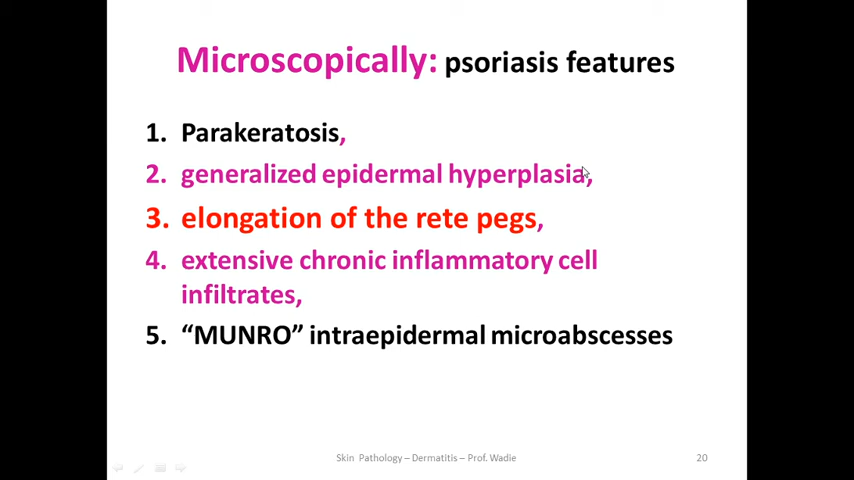 Microscopically: psoriasis features
1. Parakeratosis,
2. generalized epidermal hyperplasia,
3. elongation of the rete pegs,
4. extensive chronic inflammatory cell
infiltrates,
5. “MUNRO” intraepidermal microabscesses
Skin Pathology – Dermatitis – Prof. Wadie
20